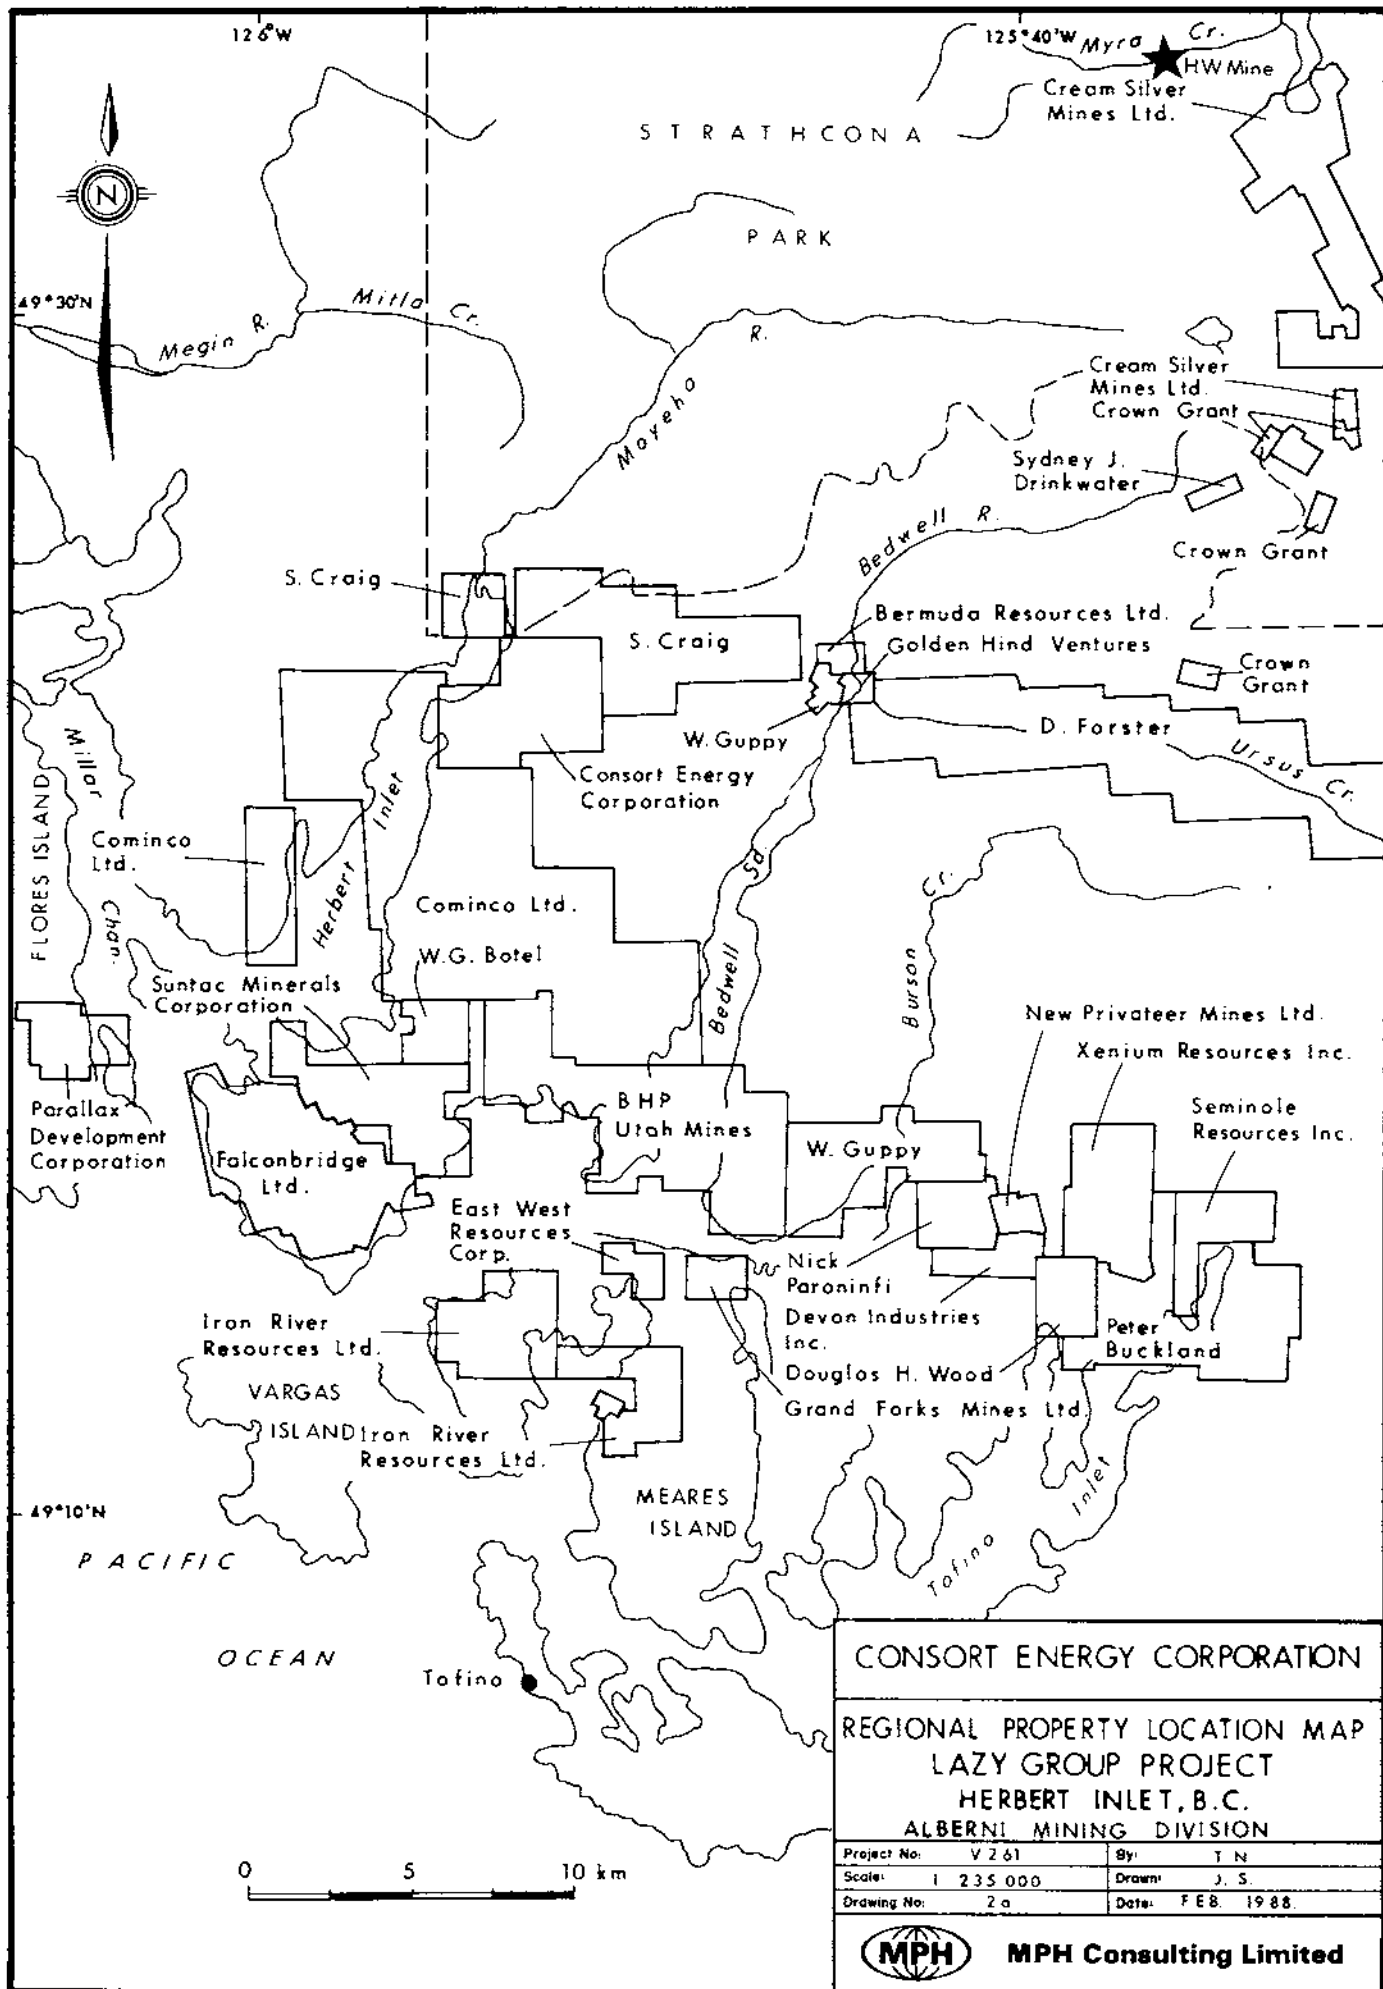 126°W
125°40'W
Myra Cr.
HW Mine
Cream Silver
Mines Ltd.
STRATHCONA
N
PARK
49°30'N
Mitla Cr.
Megin R.
R.
Moyeha
Cream Silver
Mines Ltd.
Crown Grant
Sydney J.
Drinkwater
Bedwell R.
Crown Grant
S. Craig
Bermuda Resources Ltd.
S. Craig
Golden Hind Ventures
Crown
Grant
W. Guppy
D. Forster
Ursus Cr.
Millar
Chan.
FLORES ISLAND
Consort Energy
Corporation
Herbert Inlet
Cominco
Ltd.
Bedwell Sd.
Cominco Ltd.
Burson Cr.
W.G. Botel
Suntac Minerals
Corporation
New Privateer Mines Ltd.
Xenium Resources Inc.
Parallax
Development
Corporation
BHP
Utah Mines
Seminole
Resources Inc.
Falconbridge
Ltd.
W. Guppy
East West
Resources
Corp.
Nick
Paroninfi
Devon Industries
Inc.
Iron River
Resources Ltd.
Peter
Buckland
Douglas H. Wood
VARGAS
ISLAND
Grand Forks Mines Ltd.
Iron River
Resources Ltd.
MEARES
ISLAND
Tofino Inlet
49°10'N
PACIFIC
OCEAN
Tofino
0 5 10 km
CONSORT ENERGY CORPORATION
REGIONAL PROPERTY LOCATION MAP
LAZY GROUP PROJECT
HERBERT INLET, B.C.
ALBERNI MINING DIVISION
Project No: V 261 By: T N
Scale: 1 235 000 Drawn: J. S.
Drawing No: 2a Date: FEB. 1988.
MPH MPH Consulting Limited